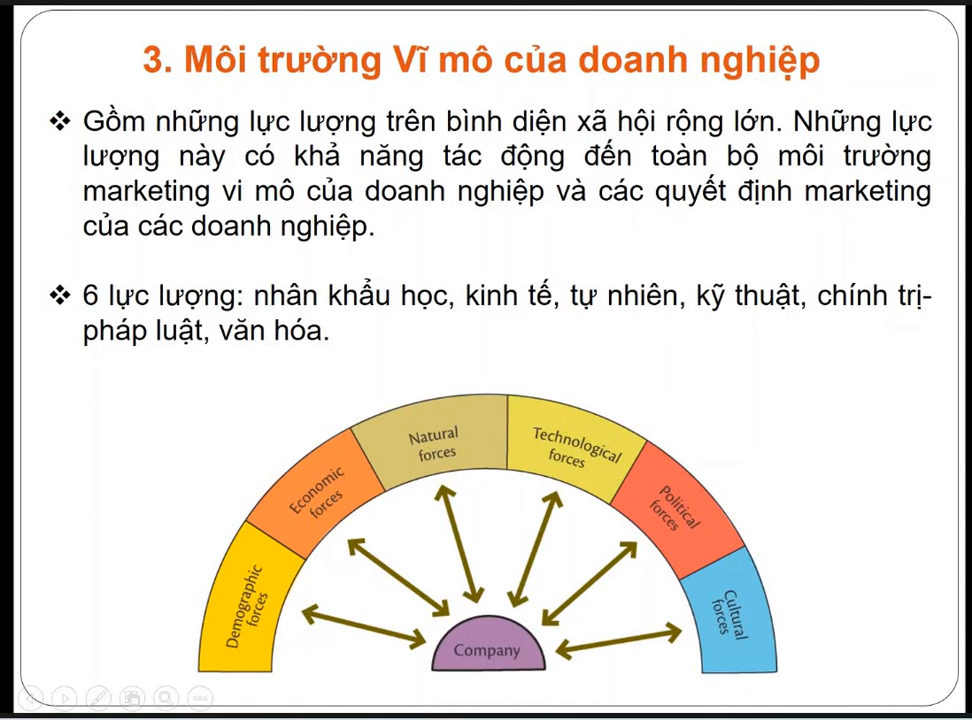 3. Môi trường Vĩ mô của doanh nghiệp
❖ Gồm những lực lượng trên bình diện xã hội rộng lớn. Những lực
lượng này có khả năng tác động đến toàn bộ môi trường
marketing vi mô của doanh nghiệp và các quyết định marketing
của các doanh nghiệp.
❖ 6 lực lượng: nhân khẩu học, kinh tế, tự nhiên, kỹ thuật, chính trị-
pháp luật, văn hóa.
Demographic
forces
Economic
forces
Natural
forces
Technological
forces
Political
forces
Cultural
forces
Company